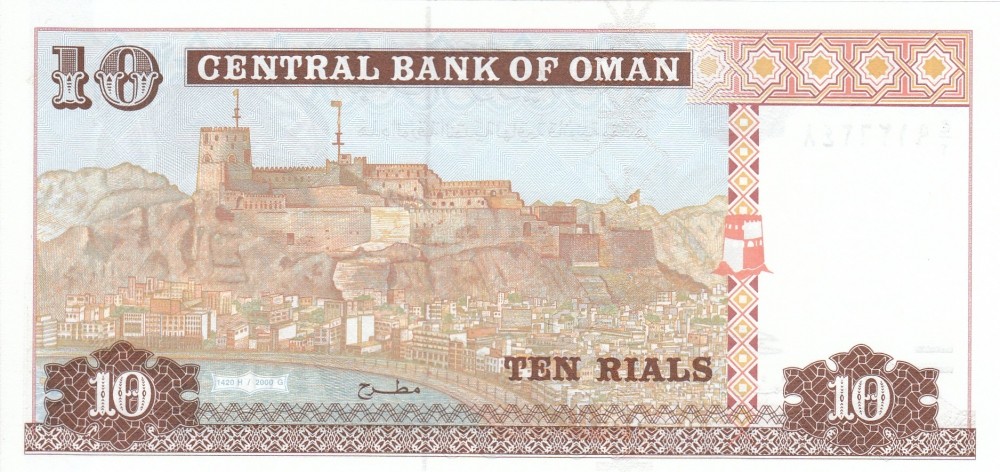 10 CENTRAL BANK OF OMAN
TEN RIALS
10 1420 H / 2000 G مطرح 10